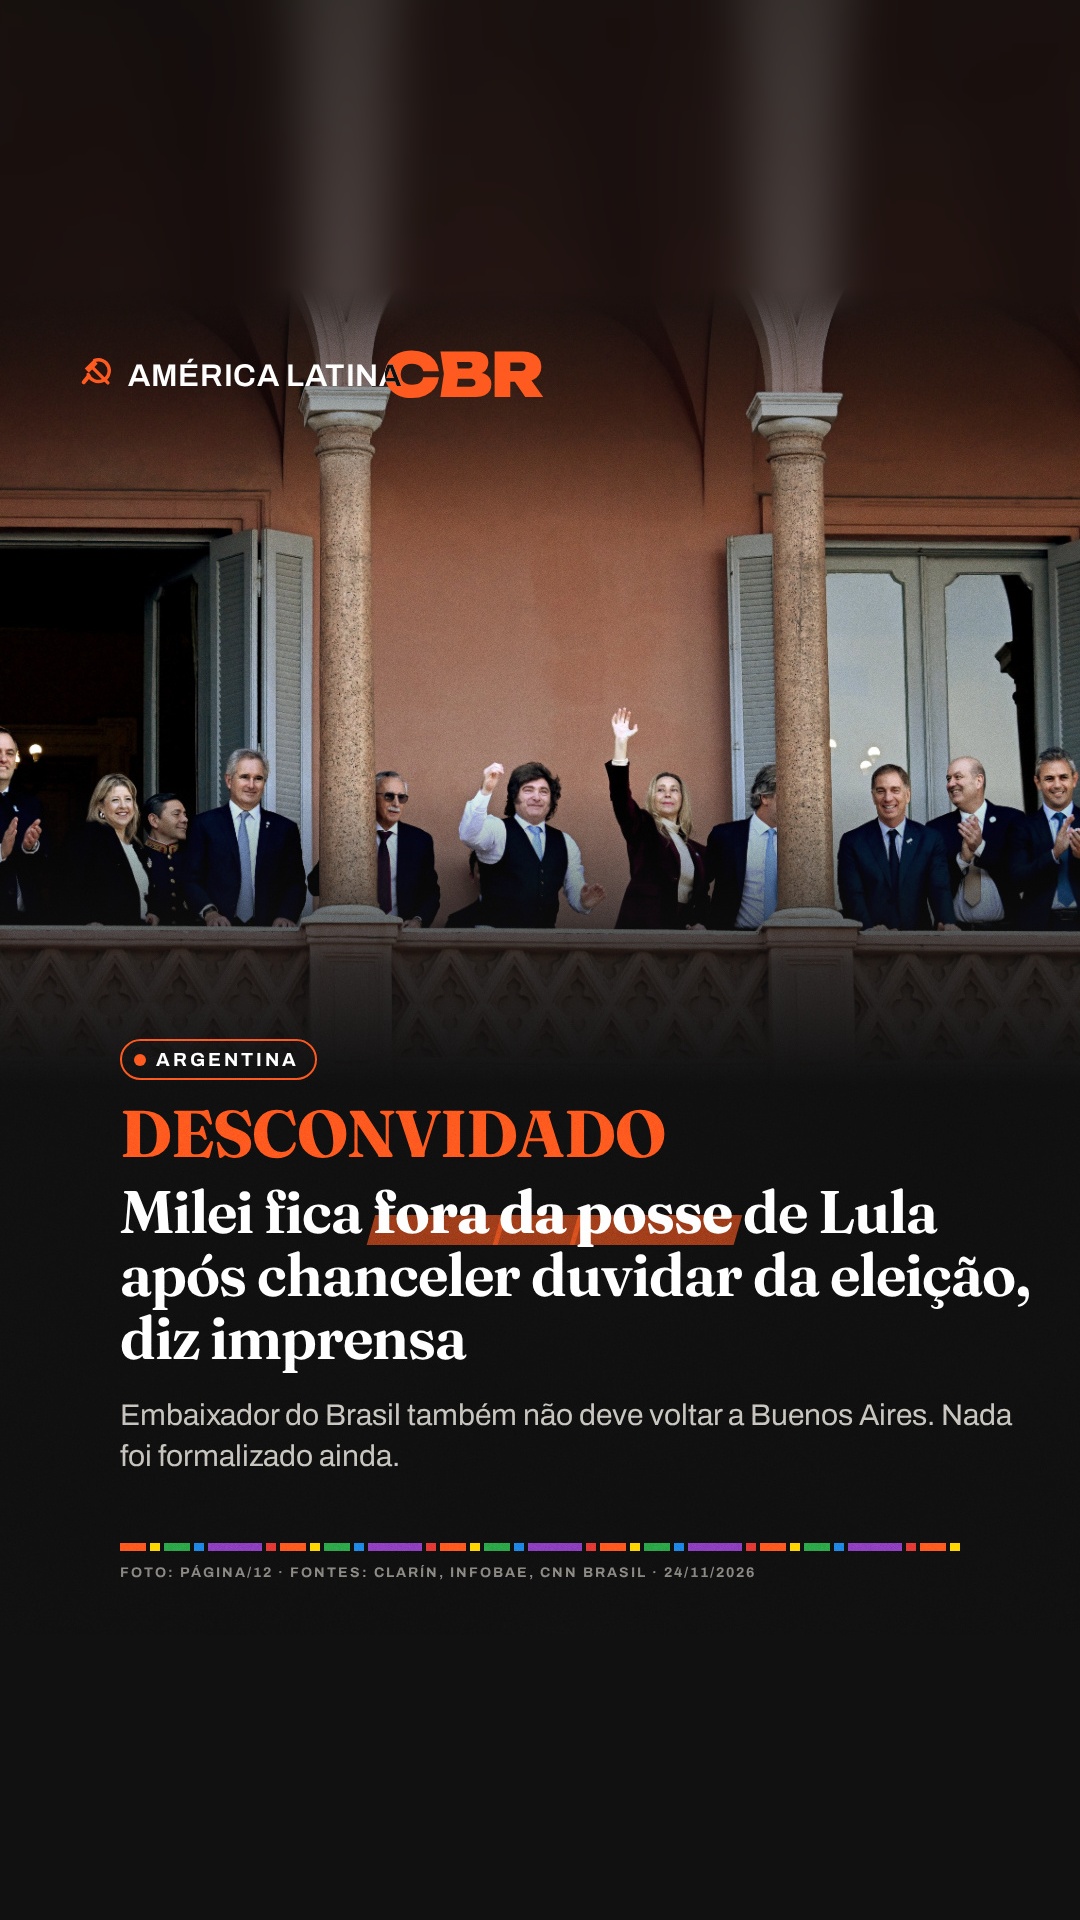 AMÉRICA LATINA CBR
ARGENTINA
DESCONVIDADO
Milei fica fora da posse de Lula
após chanceler duvidar da eleição,
diz imprensa
Embaixador do Brasil também não deve voltar a Buenos Aires. Nada
foi formalizado ainda.
FOTO: PÁGINA/12 · FONTES: CLARÍN, INFOBAE, CNN BRASIL · 24/11/2026